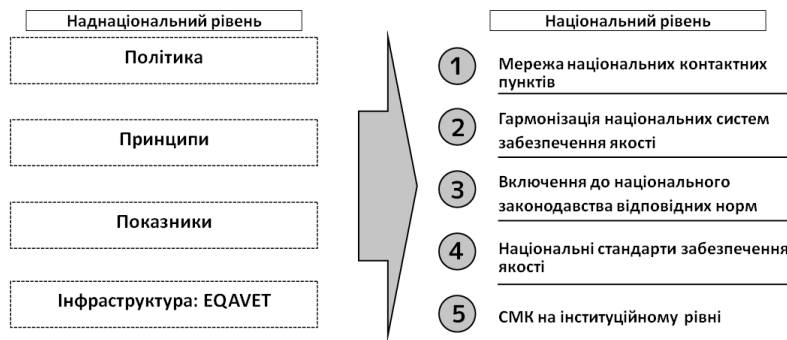 Наднаціональний рівень
Політика
Принципи
Показники
Інфраструктура: EQAVET
Національний рівень
1
Мережа національних контактних
пунктів
2
Гармонізація національних систем
забезпечення якості
3
Включення до національного
законодавства відповідних норм
4
Національні стандарти забезпечення
якості
5
СМК на інституційному рівні